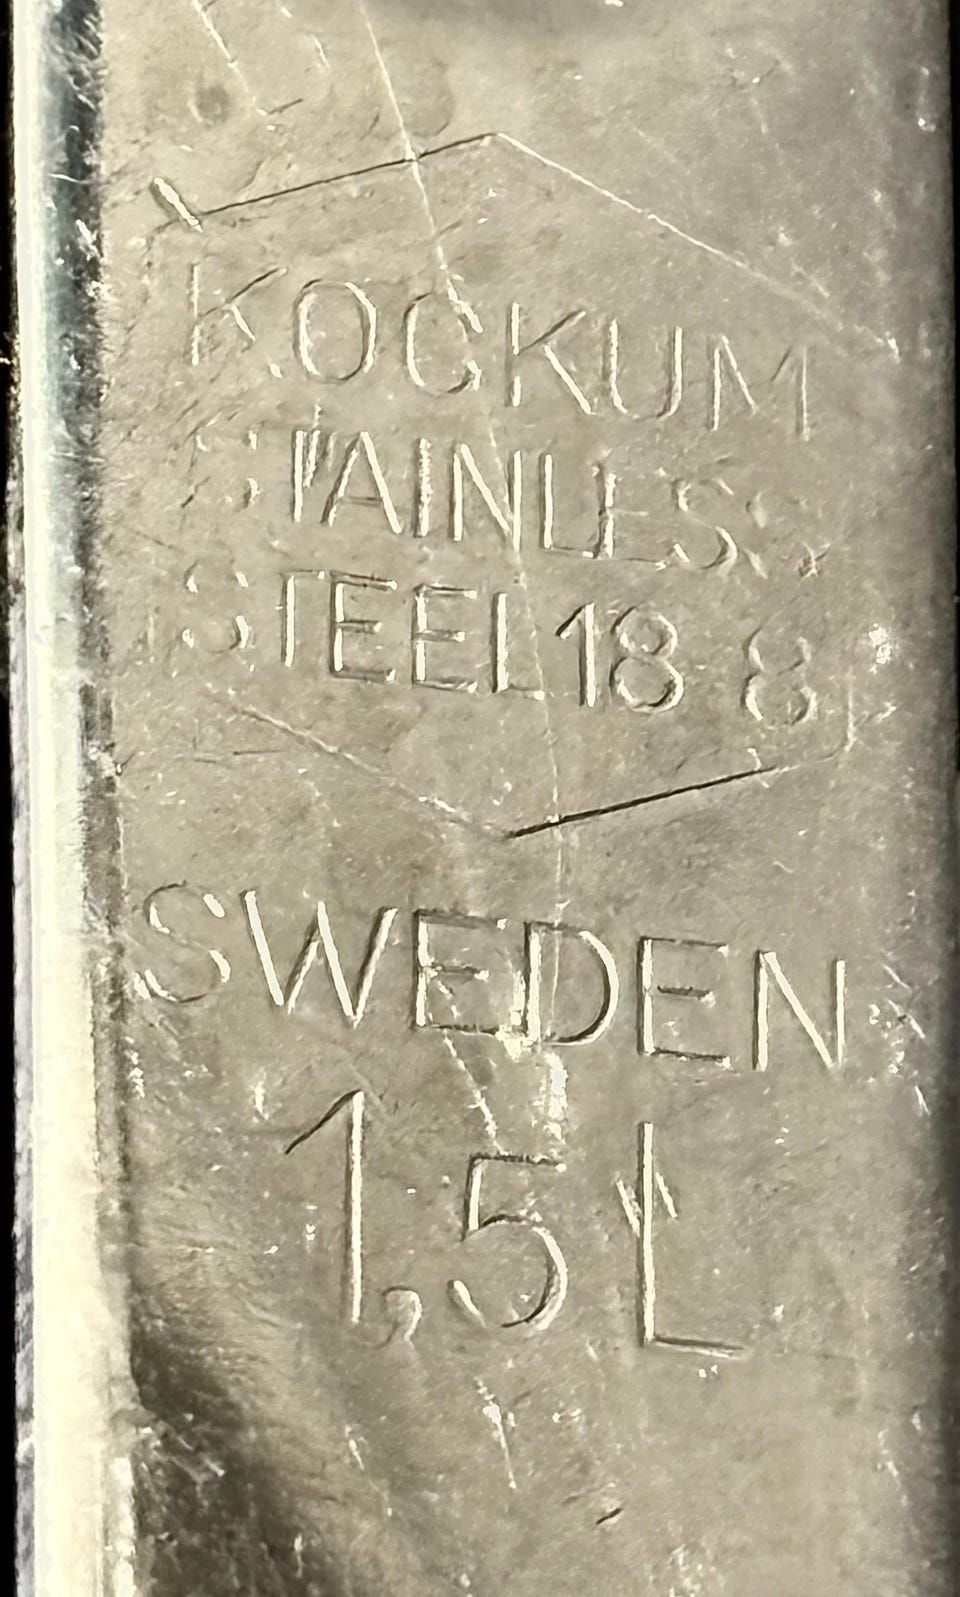 KOCKUM
STAINLESS
STEEL 18 8
SWEDEN
1,5 L